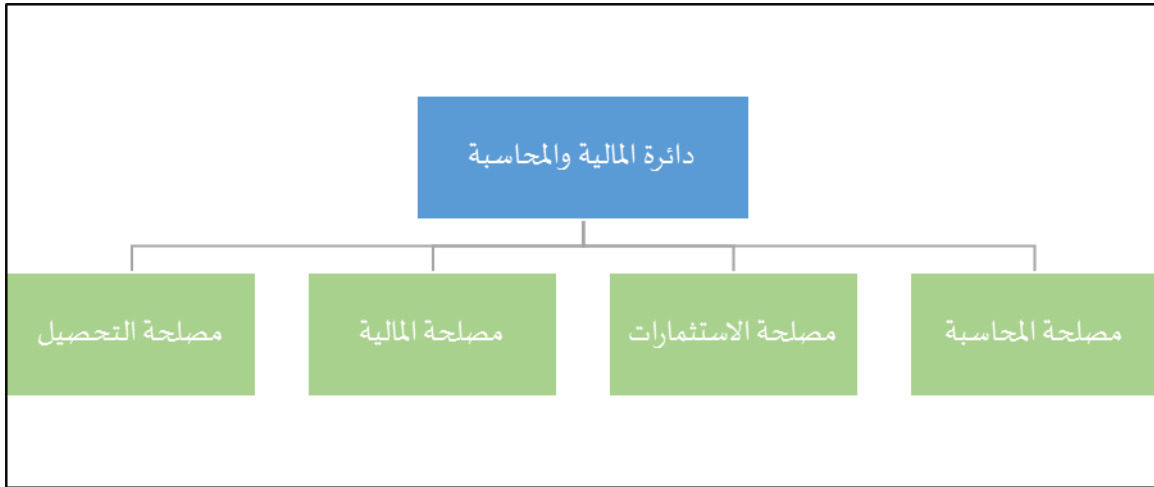 دائرة المالية والمحاسبة
مصلحة المحاسبة
مصلحة الاستثمارات
مصلحة المالية
مصلحة التحصيل